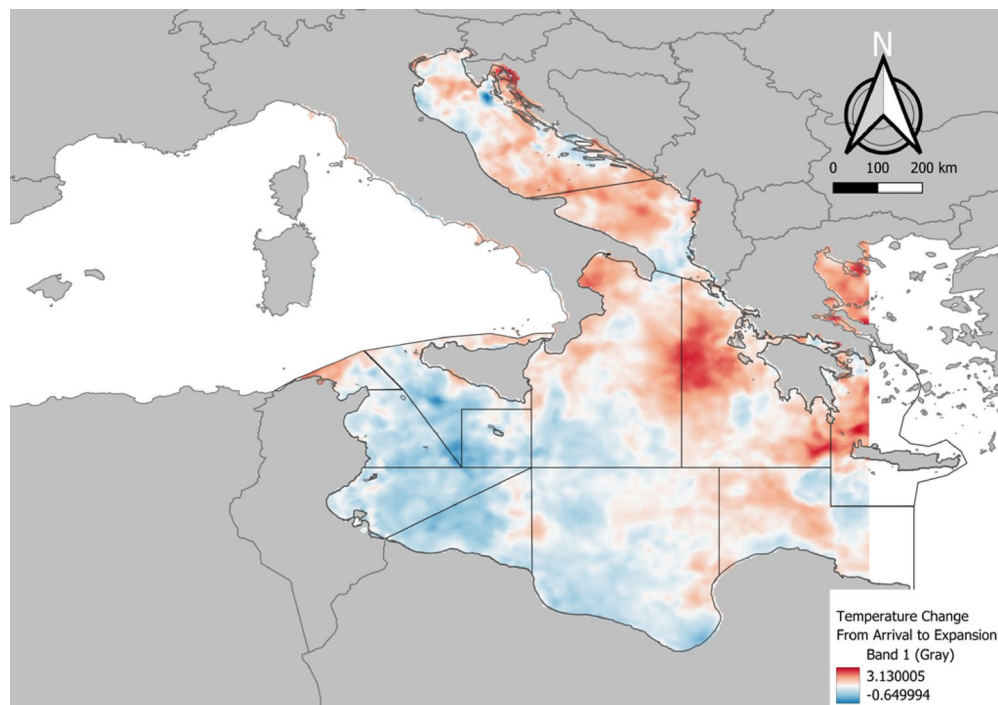 N
0 100 200 km
Temperature Change
From Arrival to Expansion
Band 1 (Gray)
3.130005
-0.649994